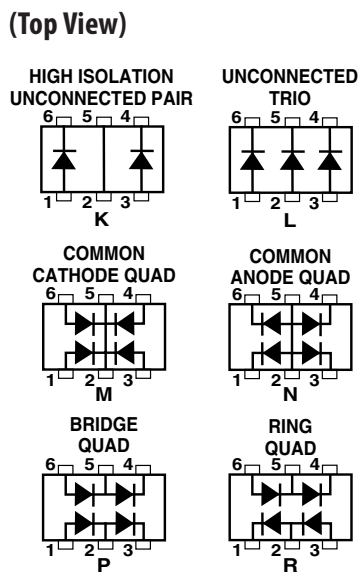 (Top View)
HIGH ISOLATION UNCONNECTED
UNCONNECTED PAIR TRIO
6 5 4 6 5 4
1 2 3 1 2 3
K L
COMMON COMMON
CATHODE QUAD ANODE QUAD
6 5 4 6 5 4
1 2 3 1 2 3
M N
BRIDGE RING
QUAD QUAD
6 5 4 6 5 4
1 2 3 1 2 3
P R